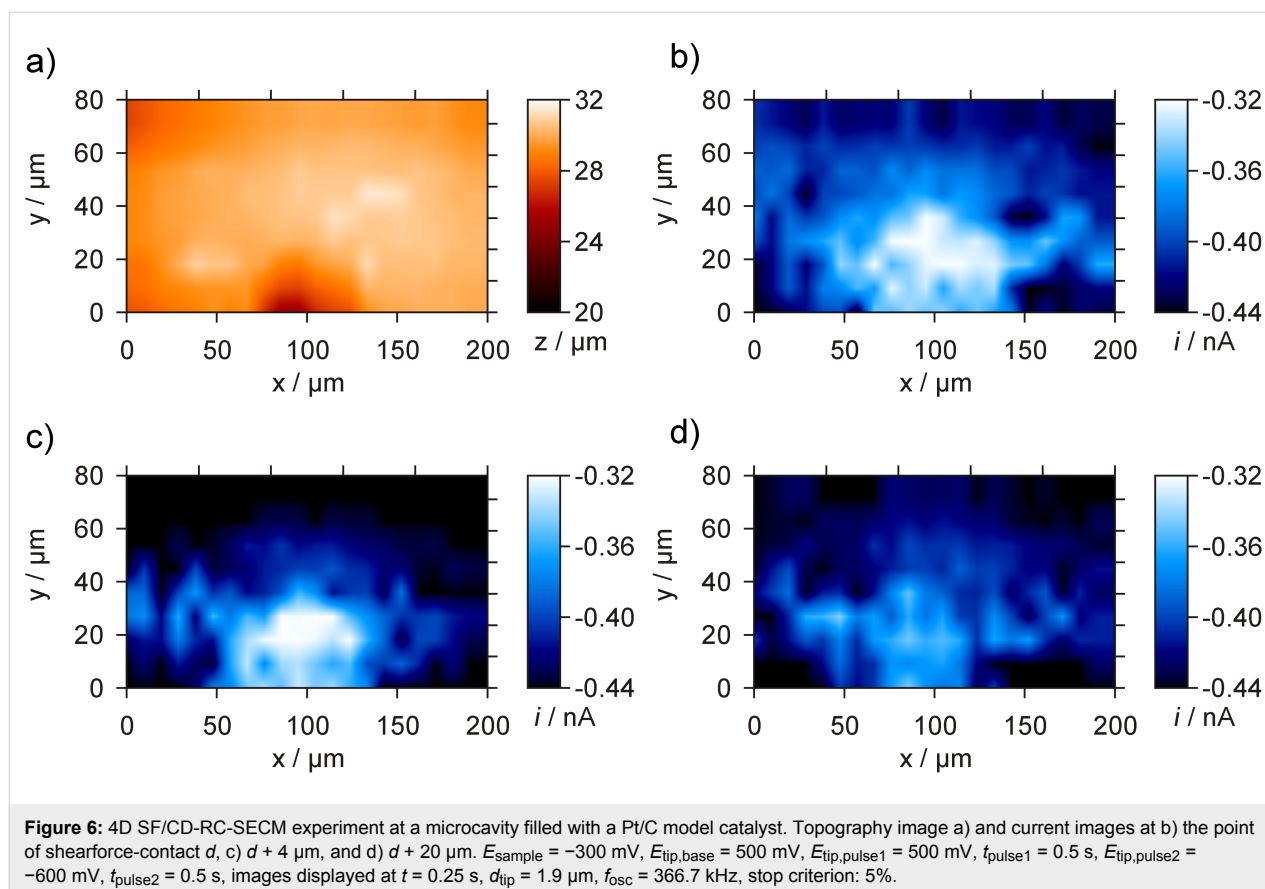 a)
80
60
40
20
0
y / µm
0 50 100 150 200
x / µm
32
28
24
20
z / µm
b)
80
60
40
20
0
y / µm
0 50 100 150 200
x / µm
-0.32
-0.36
-0.40
-0.44
i / nA
c)
80
60
40
20
0
y / µm
0 50 100 150 200
x / µm
-0.32
-0.36
-0.40
-0.44
i / nA
d)
80
60
40
20
0
y / µm
0 50 100 150 200
x / µm
-0.32
-0.36
-0.40
-0.44
i / nA
Figure 6: 4D SF/CD-RC-SECM experiment at a microcavity filled with a Pt/C model catalyst. Topography image a) and current images at b) the point
of shearforce-contact d, c) d + 4 µm, and d) d + 20 µm. Esample = −300 mV, Etip,base = 500 mV, Etip,pulse1 = 500 mV, tpulse1 = 0.5 s, Etip,pulse2 =
−600 mV, tpulse2 = 0.5 s, images displayed at t = 0.25 s, dtip = 1.9 µm, fosc = 366.7 kHz, stop criterion: 5%.